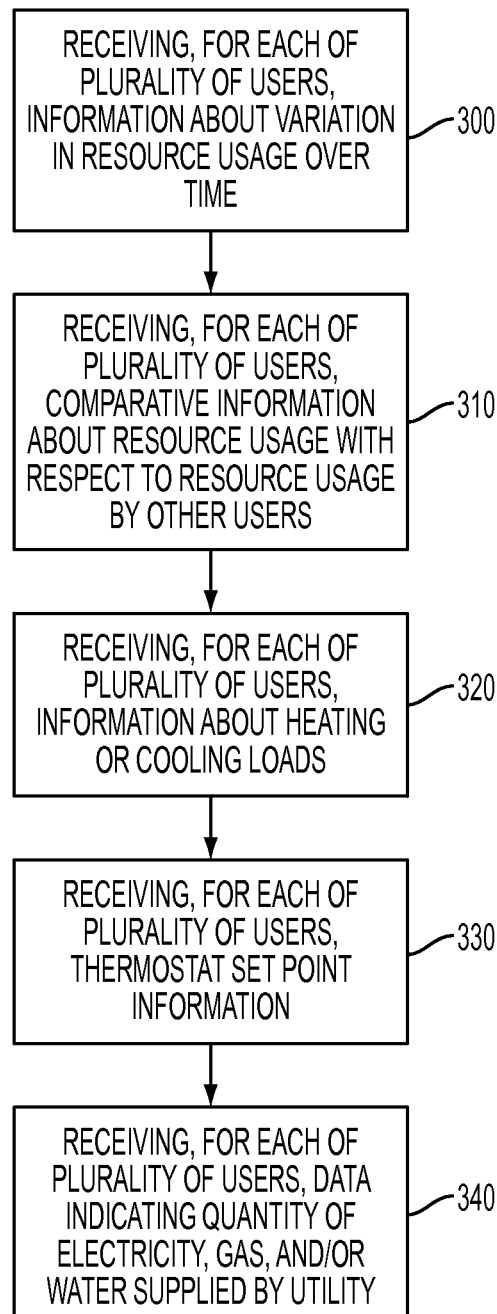 RECEIVING, FOR EACH OF
PLURALITY OF USERS,
INFORMATION ABOUT VARIATION
IN RESOURCE USAGE OVER
TIME
300
RECEIVING, FOR EACH OF
PLURALITY OF USERS,
COMPARATIVE INFORMATION
ABOUT RESOURCE USAGE WITH
RESPECT TO RESOURCE USAGE
BY OTHER USERS
310
RECEIVING, FOR EACH OF
PLURALITY OF USERS,
INFORMATION ABOUT HEATING
OR COOLING LOADS
320
RECEIVING, FOR EACH OF
PLURALITY OF USERS,
THERMOSTAT SET POINT
INFORMATION
330
RECEIVING, FOR EACH OF
PLURALITY OF USERS, DATA
INDICATING QUANTITY OF
ELECTRICITY, GAS, AND/OR
WATER SUPPLIED BY UTILITY
340